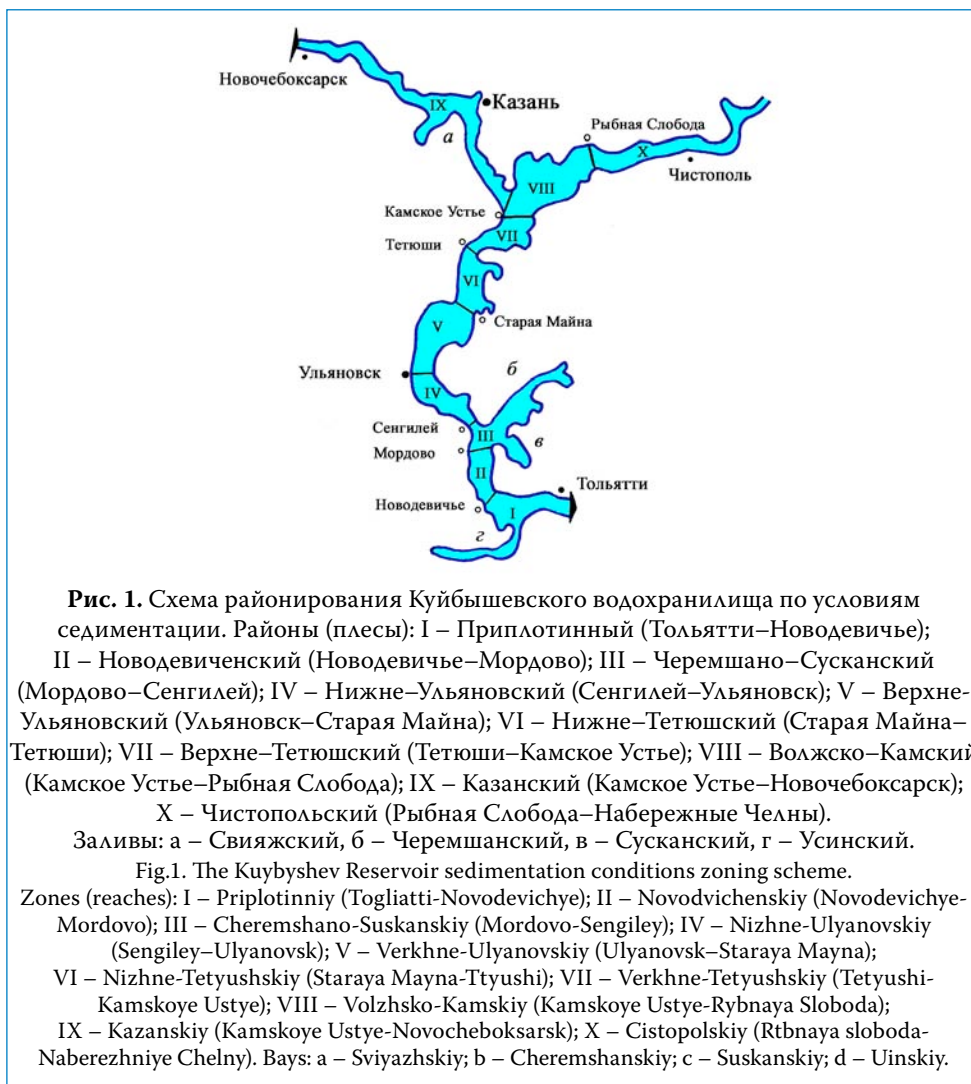 Новочебоксарск
IX
Казань
а
Рыбная Слобода
X
Чистополь
VIII
Камское Устье
VII
Тетюши
VI
Старая Майна
V
Ульяновск
б
IV
Сенгилей
III
в
Мордово
II
Тольятти
Новодевичье
I
г
Рис. 1. Схема районирования Куйбышевского водохранилища по условиям
седиментации. Районы (плесы): I – Приплотинный (Тольятти–Новодевичье);
II – Новодевиченский (Новодевичье–Мордово); III – Черемшано–Сусканский
(Мордово–Сенгилей); IV – Нижне–Ульяновский (Сенгилей–Ульяновск); V – Верхне-
Ульяновский (Ульяновск–Старая Майна); VI – Нижне–Тетюшский (Старая Майна–
Тетюши); VII – Верхне–Тетюшский (Тетюши–Камское Устье); VIII – Волжско–Камский
(Камское Устье–Рыбная Слобода); IX – Казанский (Камское Устье–Новочебоксарск);
X – Чистопольский (Рыбная Слобода–Набережные Челны).
Заливы: а – Свияжский, б – Черемшанский, в – Сусканский, г – Усинский.
Fig.1. The Kuybyshev Reservoir sedimentation conditions zoning scheme.
Zones (reaches): I – Priplotinniy (Togliatti-Novodevichye); II – Novodvichenskiy (Novodevichye-
Mordovo); III – Cheremshano-Suskanskiy (Mordovo-Sengiley); IV – Nizhne-Ulyanovskiy
(Sengiley–Ulyanovsk); V – Verkhne-Ulyanovskiy (Ulyanovsk–Staraya Mayna);
VI – Nizhne-Tetyushskiy (Staraya Mayna-Ttyushi); VII – Verkhne-Tetyushskiy (Tetyushi-
Kamskoye Ustye); VIII – Volzhsko-Kamskiy (Kamskoye Ustye-Rybnaya Sloboda);
IX – Kazanskiy (Kamskoye Ustye-Novocheboksarsk); X – Cistopolskiy (Rtbnaya sloboda-
Naberezhniye Chelny). Bays: a – Sviyazhskiy; b – Cheremshanskiy; c – Suskanskiy; d – Uinskiy.